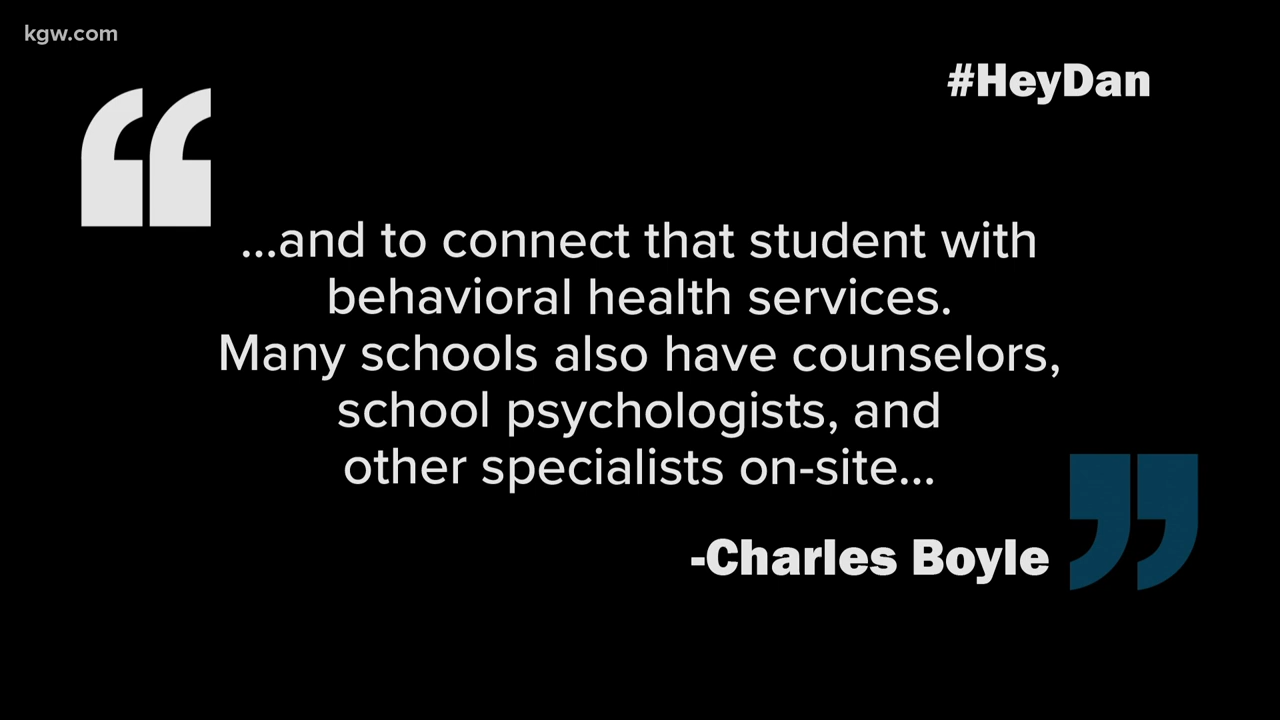 kgw.com
#HeyDan
“
...and to connect that student with
behavioral health services.
Many schools also have counselors,
school psychologists, and
other specialists on-site...
”
-Charles Boyle